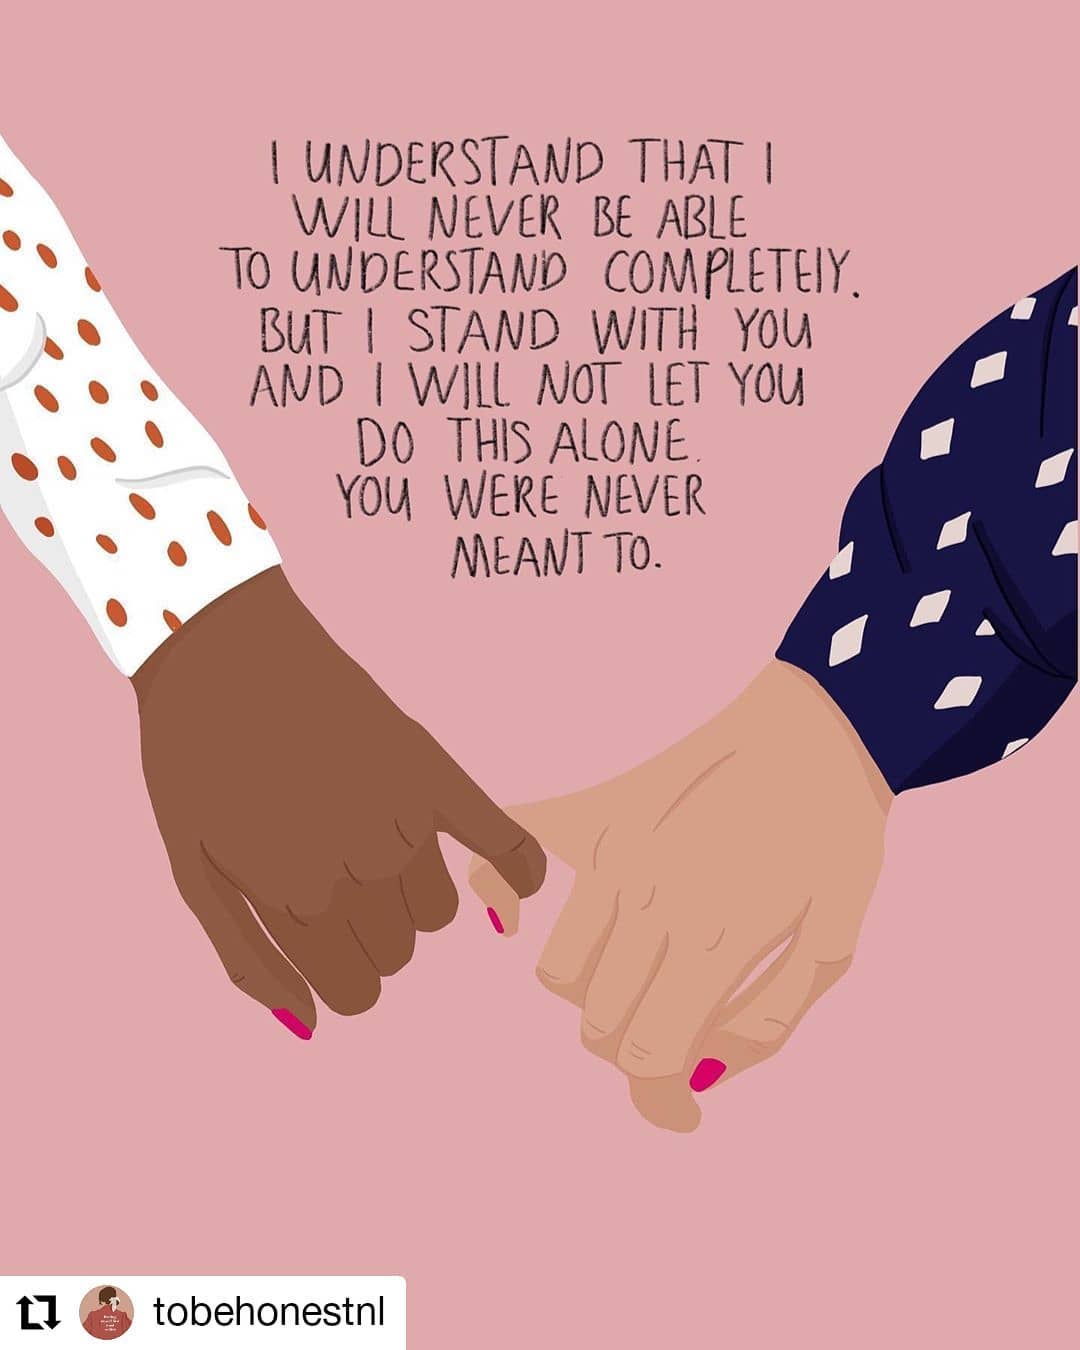 I UNDERSTAND THAT I
WILL NEVER BE ABLE
TO UNDERSTAND COMPLETElY.
BUT I STAND WITH YOU
AND I WILL NOT LET YOU
DO THIS ALONE.
YOU WERE NEVER
MEANT TO.
tobehonestnl